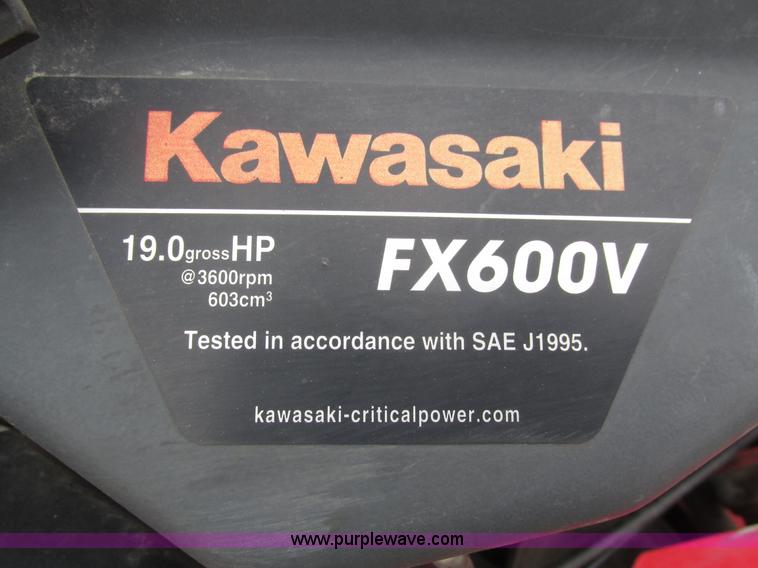 Kawasaki
19.0grossHP
@3600rpm
603cm³
FX600V
Tested in accordance with SAE J1995.
kawasaki-criticalpower.com
www.purplewave.com